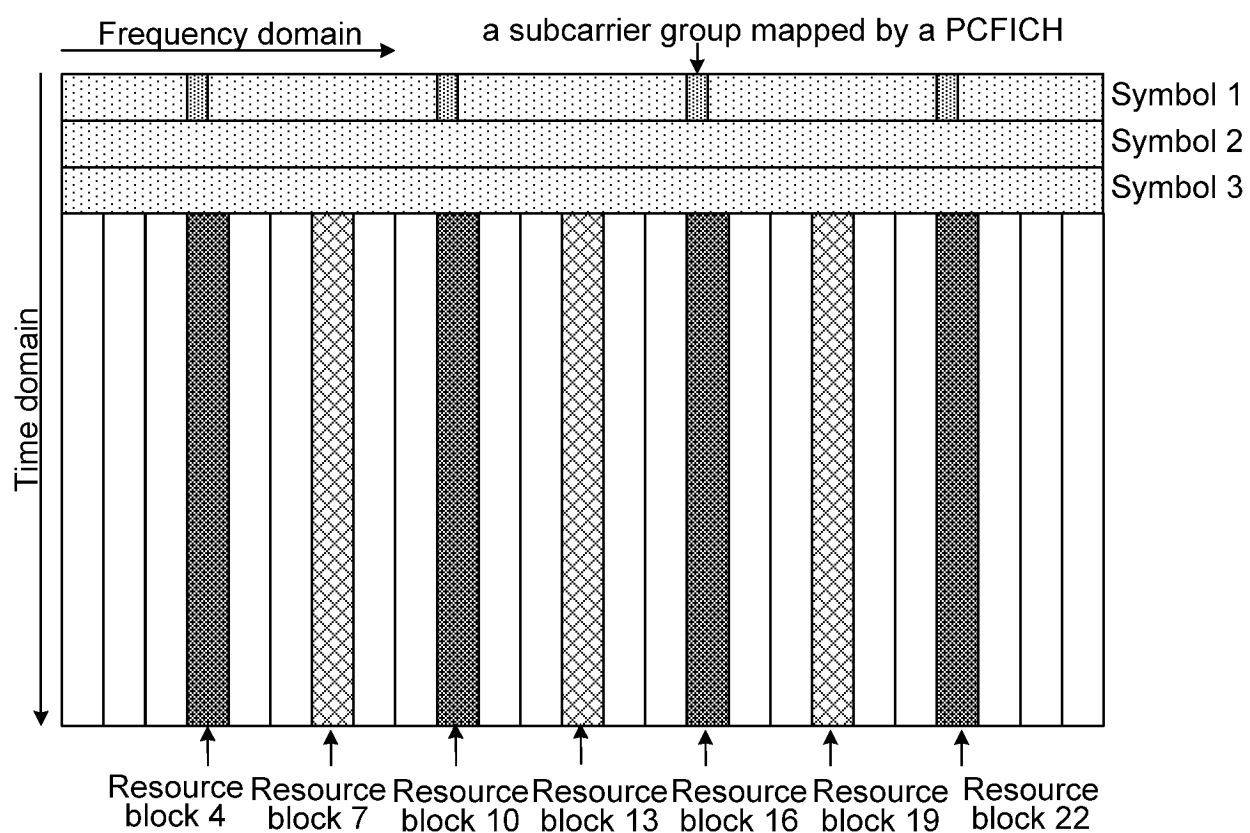 Frequency domain
a subcarrier group mapped by a PCFICH
Symbol 1
Symbol 2
Symbol 3
Time domain
Resource
block 4
Resource
block 7
Resource
block 10
Resource
block 13
Resource
block 16
Resource
block 19
Resource
block 22